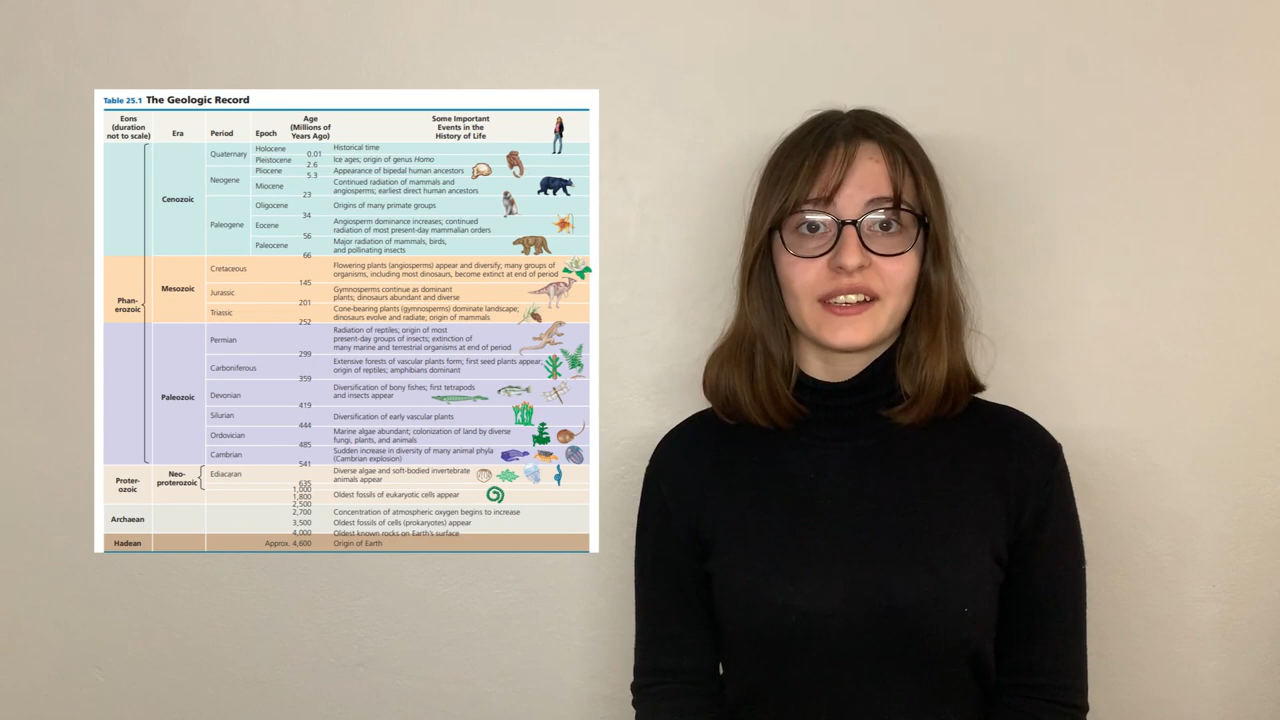 Table 25.1 The Geologic Record
Eons
(duration
not to scale)
Era
Period
Epoch
Age
(Millions of
Years Ago)
Some Important
Events in the
History of Life
Phan-
erozoic
Cenozoic
Quaternary
Holocene
Historical time
0.01
Pleistocene
Ice ages; origin of genus Homo
2.6
Neogene
Pliocene
Appearance of bipedal human ancestors
5.3
Miocene
Continued radiation of mammals and
angiosperms; earliest direct human ancestors
23
Paleogene
Oligocene
Origins of many primate groups
34
Eocene
Angiosperm dominance increases; continued
radiation of most present-day mammalian orders
56
Paleocene
Major radiation of mammals, birds,
and pollinating insects
66
Mesozoic
Cretaceous
Flowering plants (angiosperms) appear and diversify; many groups of
organisms, including most dinosaurs, become extinct at end of period
145
Jurassic
Gymnosperms continue as dominant
plants; dinosaurs abundant and diverse
201
Triassic
Cone-bearing plants (gymnosperms) dominate landscape;
dinosaurs evolve and radiate; origin of mammals
252
Paleozoic
Permian
Radiation of reptiles; origin of most
present-day groups of insects; extinction of
many marine and terrestrial organisms at end of period
299
Carboniferous
Extensive forests of vascular plants form; first seed plants appear;
origin of reptiles; amphibians dominant
359
Devonian
Diversification of bony fishes; first tetrapods
and insects appear
419
Silurian
Diversification of early vascular plants
444
Ordovician
Marine algae abundant; colonization of land by diverse
fungi, plants, and animals
485
Cambrian
Sudden increase in diversity of many animal phyla
(Cambrian explosion)
541
Proter-
ozoic
Neo-
proterozoic
Ediacaran
Diverse algae and soft-bodied invertebrate
animals appear
635
1,000
1,800
Oldest fossils of eukaryotic cells appear
2,500
Archaean
2,700
Concentration of atmospheric oxygen begins to increase
3,500
Oldest fossils of cells (prokaryotes) appear
4,000
Oldest known rocks on Earth's surface
Hadean
Approx. 4,600
Origin of Earth